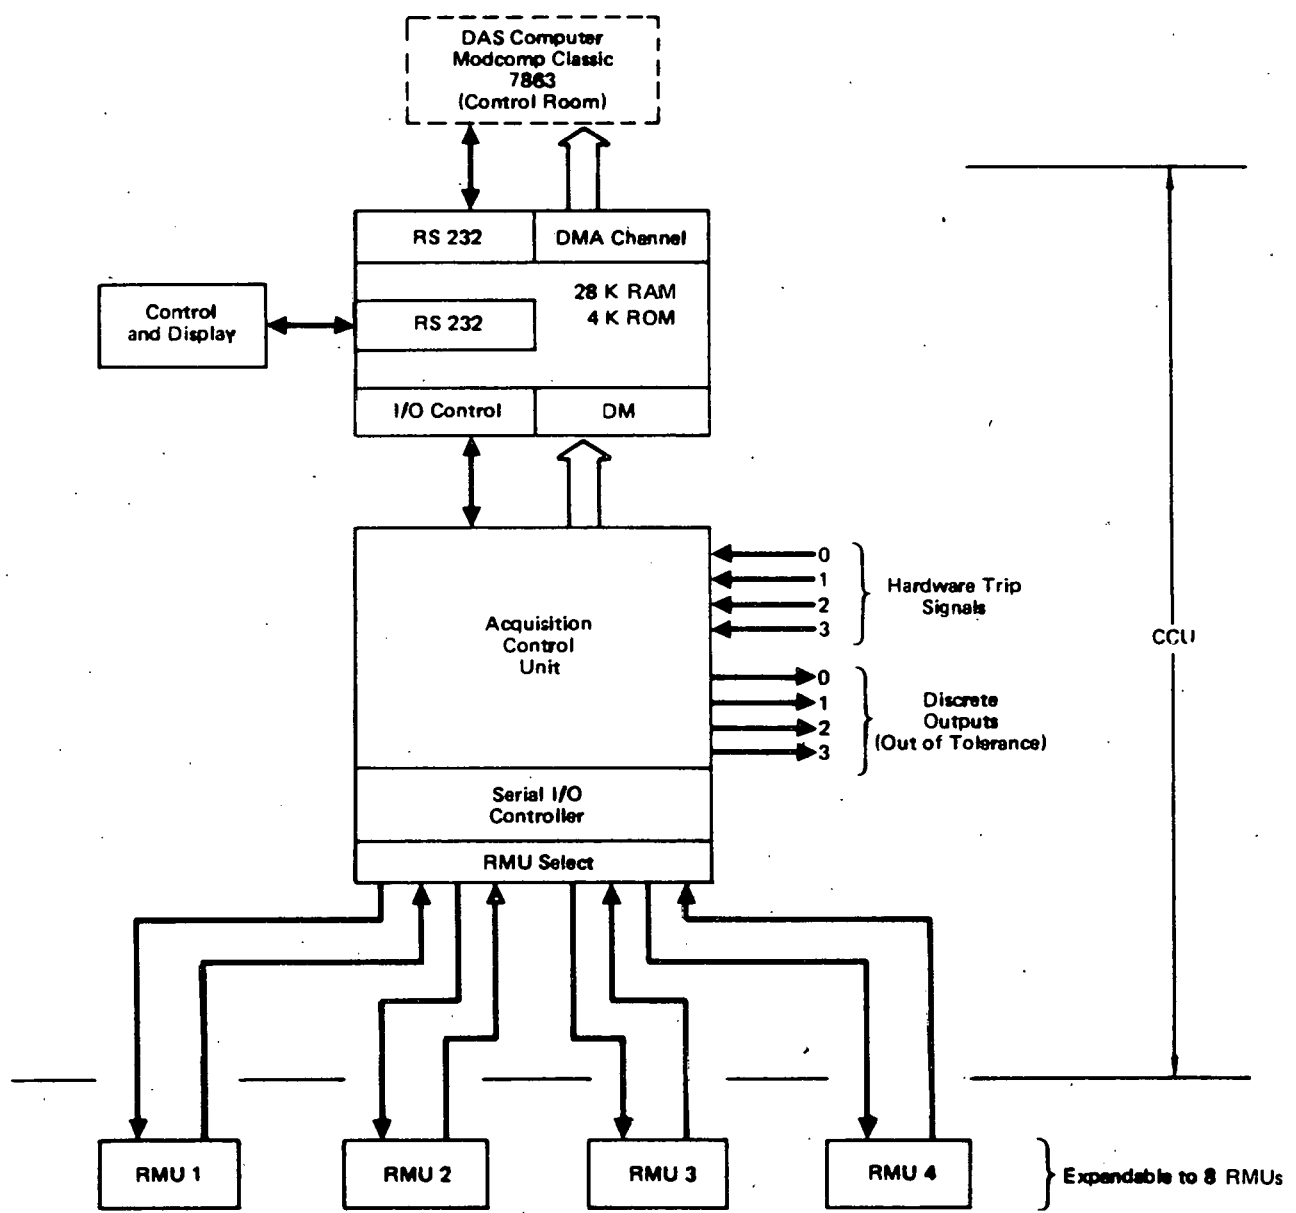 DAS Computer
Modcomp Classic
7863
(Control Room)
RS 232
DMA Channel
28 K RAM
4 K ROM
Control
and Display
RS 232
I/O Control
DM
Acquisition
Control
Unit
0
1
2
3
Hardware Trip
Signals
CCU
0
1
2
3
Discrete
Outputs
(Out of Tolerance)
Serial I/O
Controller
RMU Select
RMU 1
RMU 2
RMU 3
RMU 4
Expandable to 8 RMUs